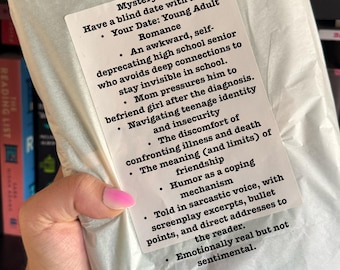 Mystery
Have a blind date with
• Your Date: Young Adult
Romance
• An awkward, self-
deprecating high school senior
who avoids deep connections to
stay invisible in school.
• Mom pressures him to
befriend girl after the diagnosis.
• Navigating teenage identity
and insecurity
• The discomfort of
confronting illness and death
• The meaning (and limits) of
friendship
• Humor as a coping
mechanism
• Told in sarcastic voice, with
screenplay excerpts, bullet
points, and direct addresses to
the reader.
• Emotionally real but not
sentimental.
READING LIST